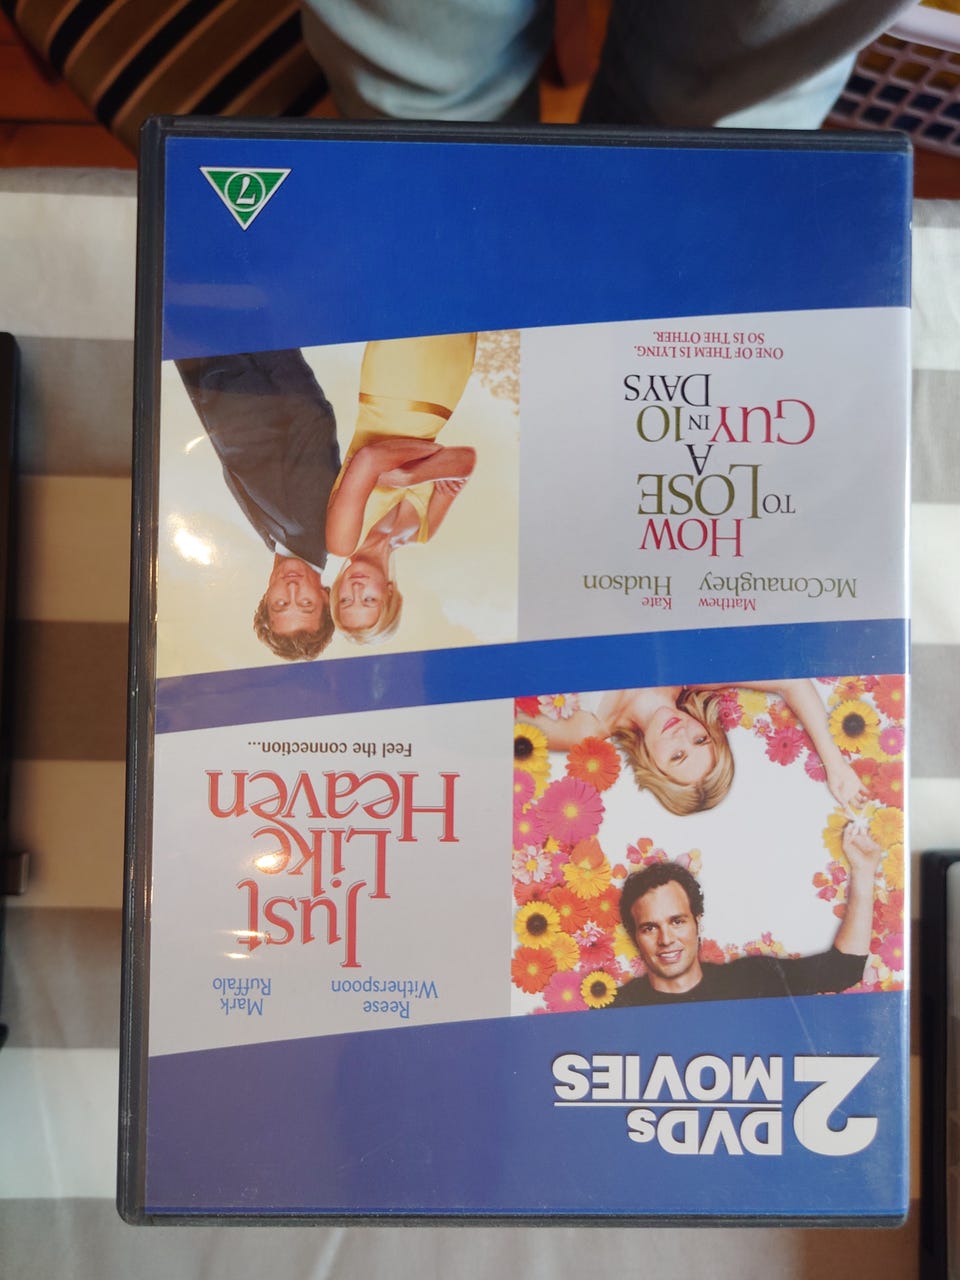 2 DVDs
MOVIES
Reese Mark
Witherspoon Ruffalo
Just
Like
Heaven
Feel the connection...
Matthew Kate
McConaughey Hudson
HOW
TO LOSE
A
GUY IN 10
DAYS
ONE OF THEM IS LYING.
SO IS THE OTHER.
7